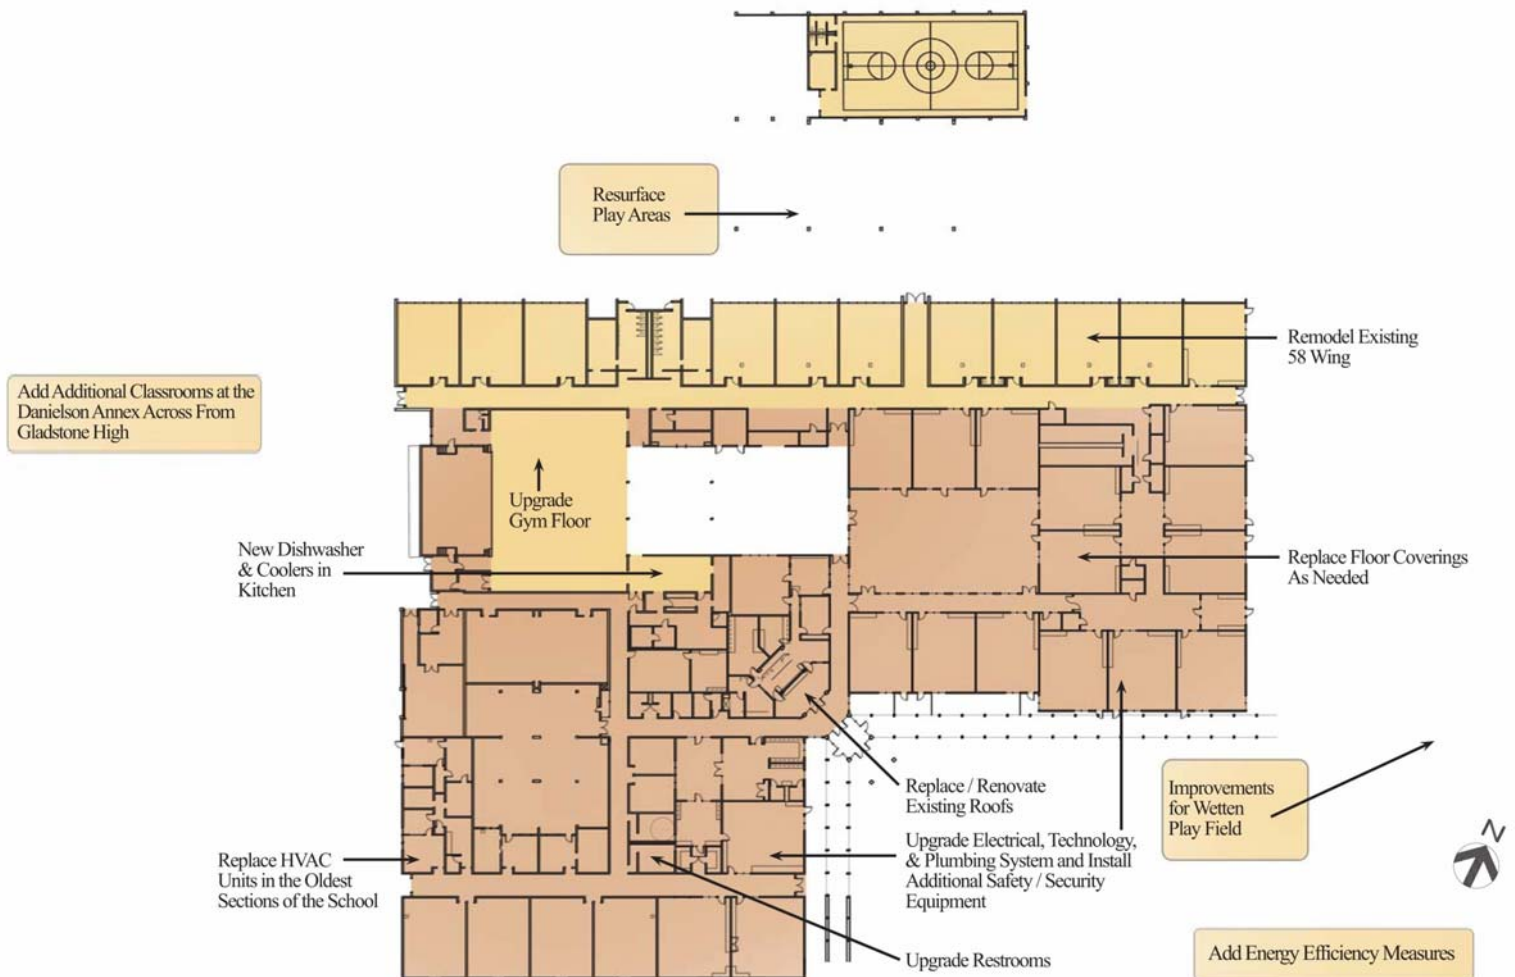 Resurface
Play Areas
Remodel Existing
58 Wing
Add Additional Classrooms at the
Danielson Annex Across From
Gladstone High
Upgrade
Gym Floor
New Dishwasher
& Coolers in
Kitchen
Replace Floor Coverings
As Needed
Replace / Renovate
Existing Roofs
Improvements
for Wetten
Play Field
Upgrade Electrical, Technology,
& Plumbing System and Install
Additional Safety / Security
Equipment
N
Replace HVAC
Units in the Oldest
Sections of the School
Upgrade Restrooms
Add Energy Efficiency Measures